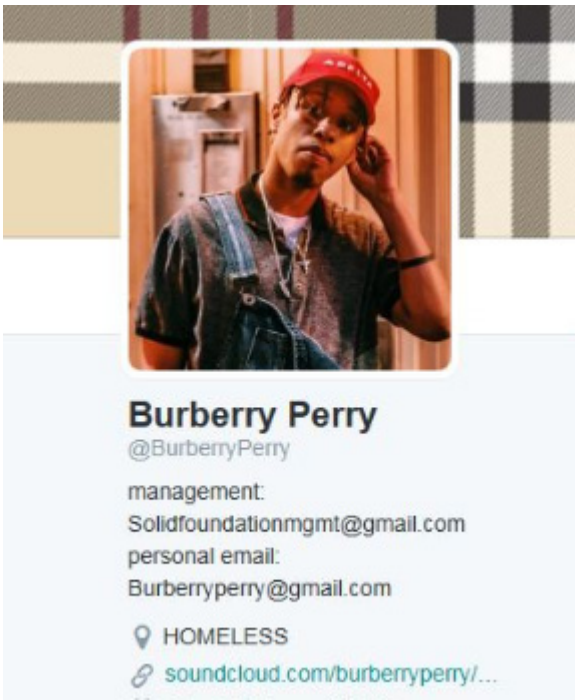 Burberry Perry
@BurberryPerry
management:
Solidfoundationmgmt@gmail.com
personal email:
Burberryperry@gmail.com
HOMELESS
soundcloud.com/burberryperry/...